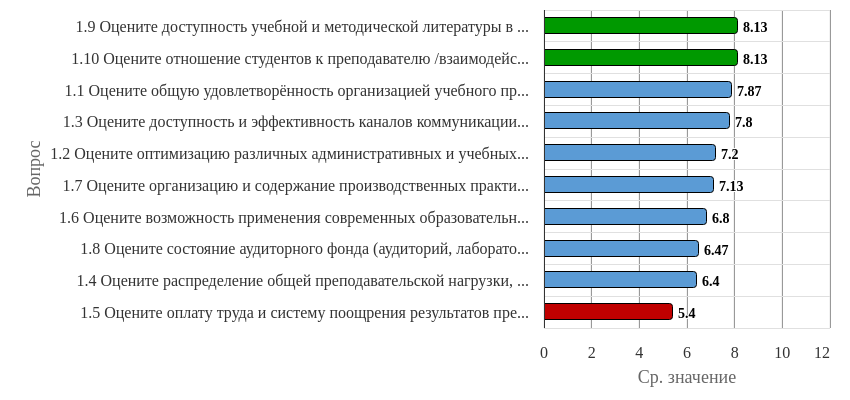 1.9 Оцените доступность учебной и методической литературы в ... 8.13
1.10 Оцените отношение студентов к преподавателю /взаимодейс... 8.13
1.1 Оцените общую удовлетворённость организацией учебного пр... 7.87
1.3 Оцените доступность и эффективность каналов коммуникации... 7.8
1.2 Оцените оптимизацию различных административных и учебных... 7.2
1.7 Оцените организацию и содержание производственных практи... 7.13
1.6 Оцените возможность применения современных образовательн... 6.8
1.8 Оцените состояние аудиторного фонда (аудиторий, лаборато... 6.47
1.4 Оцените распределение общей преподавательской нагрузки, ... 6.4
1.5 Оцените оплату труда и систему поощрения результатов пре... 5.4
Вопрос
0 2 4 6 8 10 12
Ср. значение